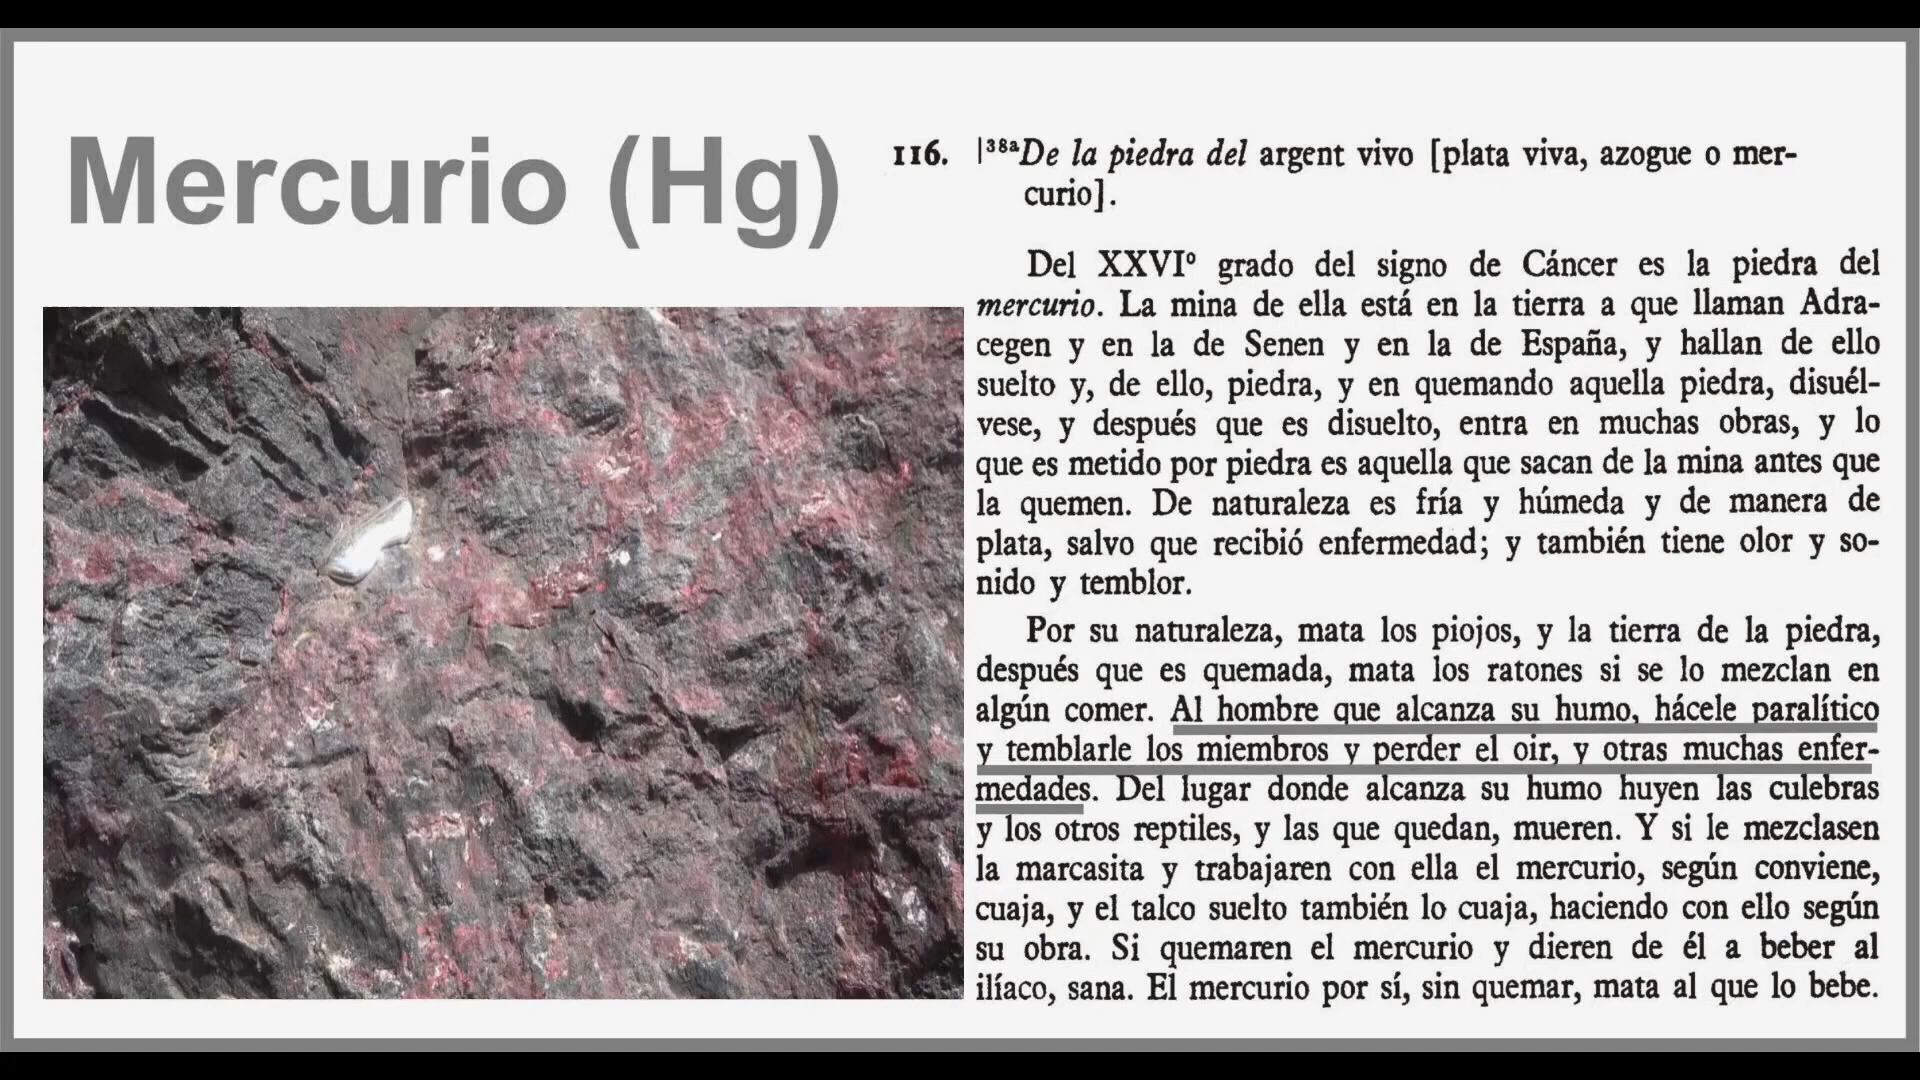 Mercurio (Hg)
116. |³⁸ᵃDe la piedra del argent vivo [plata viva, azogue o mer-
curio].
Del XXVIº grado del signo de Cáncer es la piedra del
mercurio. La mina de ella está en la tierra a que llaman Adra-
cegen y en la de Senen y en la de España, y hallan de ello
suelto y, de ello, piedra, y en quemando aquella piedra, disuél-
vese, y después que es disuelto, entra en muchas obras, y lo
que es metido por piedra es aquella que sacan de la mina antes que
la quemen. De naturaleza es fría y húmeda y de manera de
plata, salvo que recibió enfermedad; y también tiene olor y so-
nido y temblor.
Por su naturaleza, mata los piojos, y la tierra de la piedra,
después que es quemada, mata los ratones si se lo mezclan en
algún comer. Al hombre que alcanza su humo, hácele paralítico
y temblarle los miembros y perder el oir, y otras muchas enfer-
medades. Del lugar donde alcanza su humo huyen las culebras
y los otros reptiles, y las que quedan, mueren. Y si le mezclasen
la marcasita y trabajaren con ella el mercurio, según conviene,
cuaja, y el talco suelto también lo cuaja, haciendo con ello según
su obra. Si quemaren el mercurio y dieren de él a beber al
ilíaco, sana. El mercurio por sí, sin quemar, mata al que lo bebe.